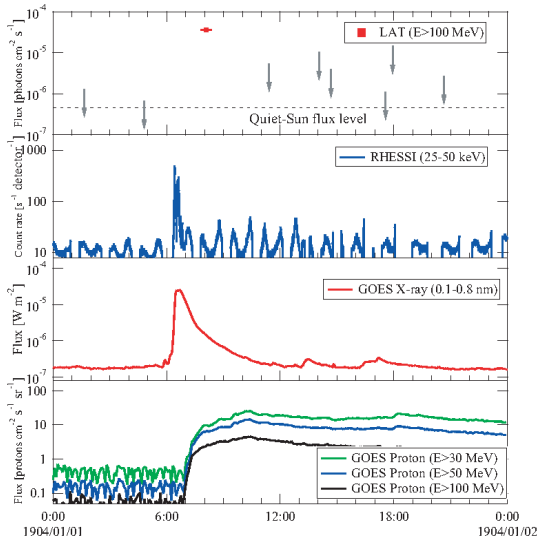 10⁻⁴
10⁻⁵
10⁻⁶
10⁻⁷
Flux [photons cm⁻² s⁻¹]
LAT (E>100 MeV)
Quiet-Sun flux level
1000
100
10
Count rate [s⁻¹ detector⁻¹]
RHESSI (25-50 keV)
10⁻⁴
10⁻⁵
10⁻⁶
10⁻⁷
Flux [W m⁻²]
GOES X-ray (0.1-0.8 nm)
100
10
1
0.1
Flux [photons cm⁻² s⁻¹ sr⁻¹]
GOES Proton (E>30 MeV)
GOES Proton (E>50 MeV)
GOES Proton (E>100 MeV)
0:00 6:00 12:00 18:00 0:00
1904/01/01 1904/01/02